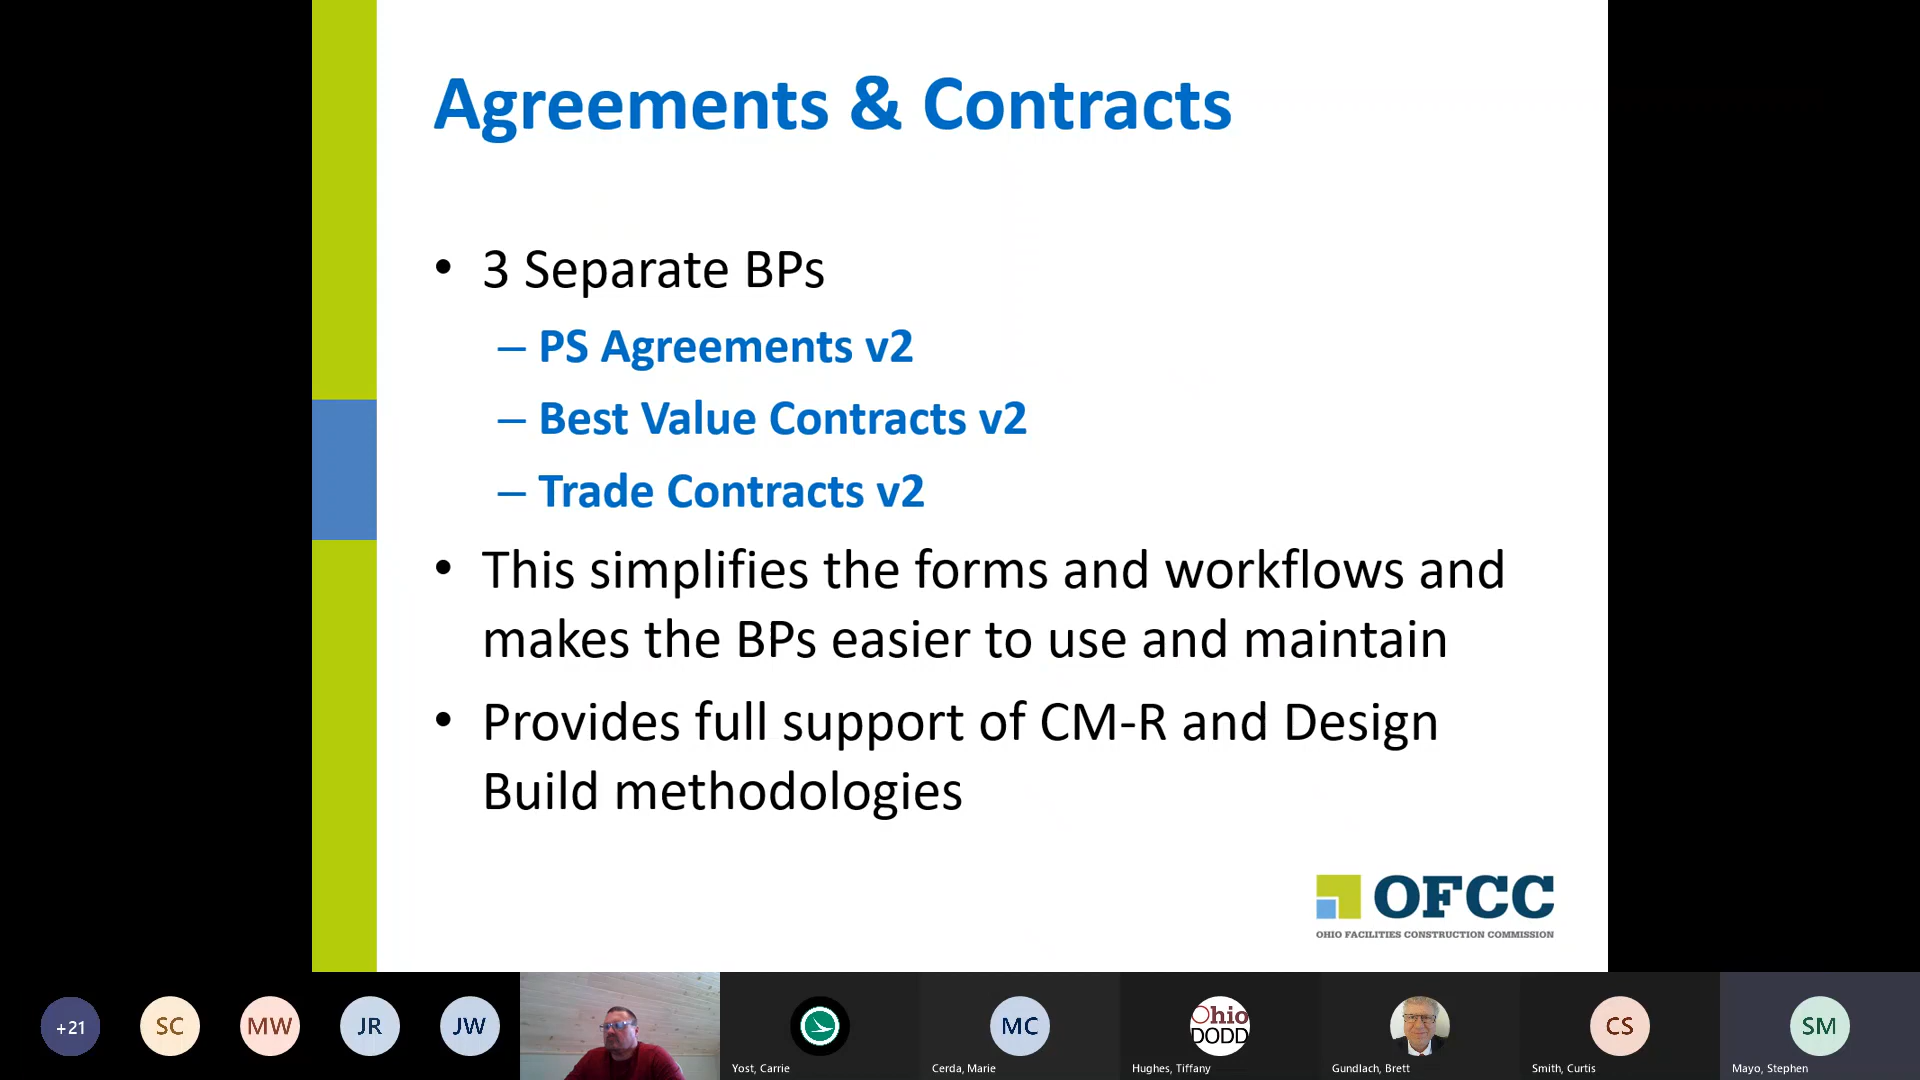 Agreements & Contracts
• 3 Separate BPs
– PS Agreements v2
– Best Value Contracts v2
– Trade Contracts v2
• This simplifies the forms and workflows and
makes the BPs easier to use and maintain
• Provides full support of CM-R and Design
Build methodologies
OFCC
OHIO FACILITIES CONSTRUCTION COMMISSION
+21
SC
MW
JR
JW
Yost, Carrie
MC
Cerda, Marie
Ohio
DODD
Hughes, Tiffany
Gundlach, Brett
CS
Smith, Curtis
SM
Mayo, Stephen